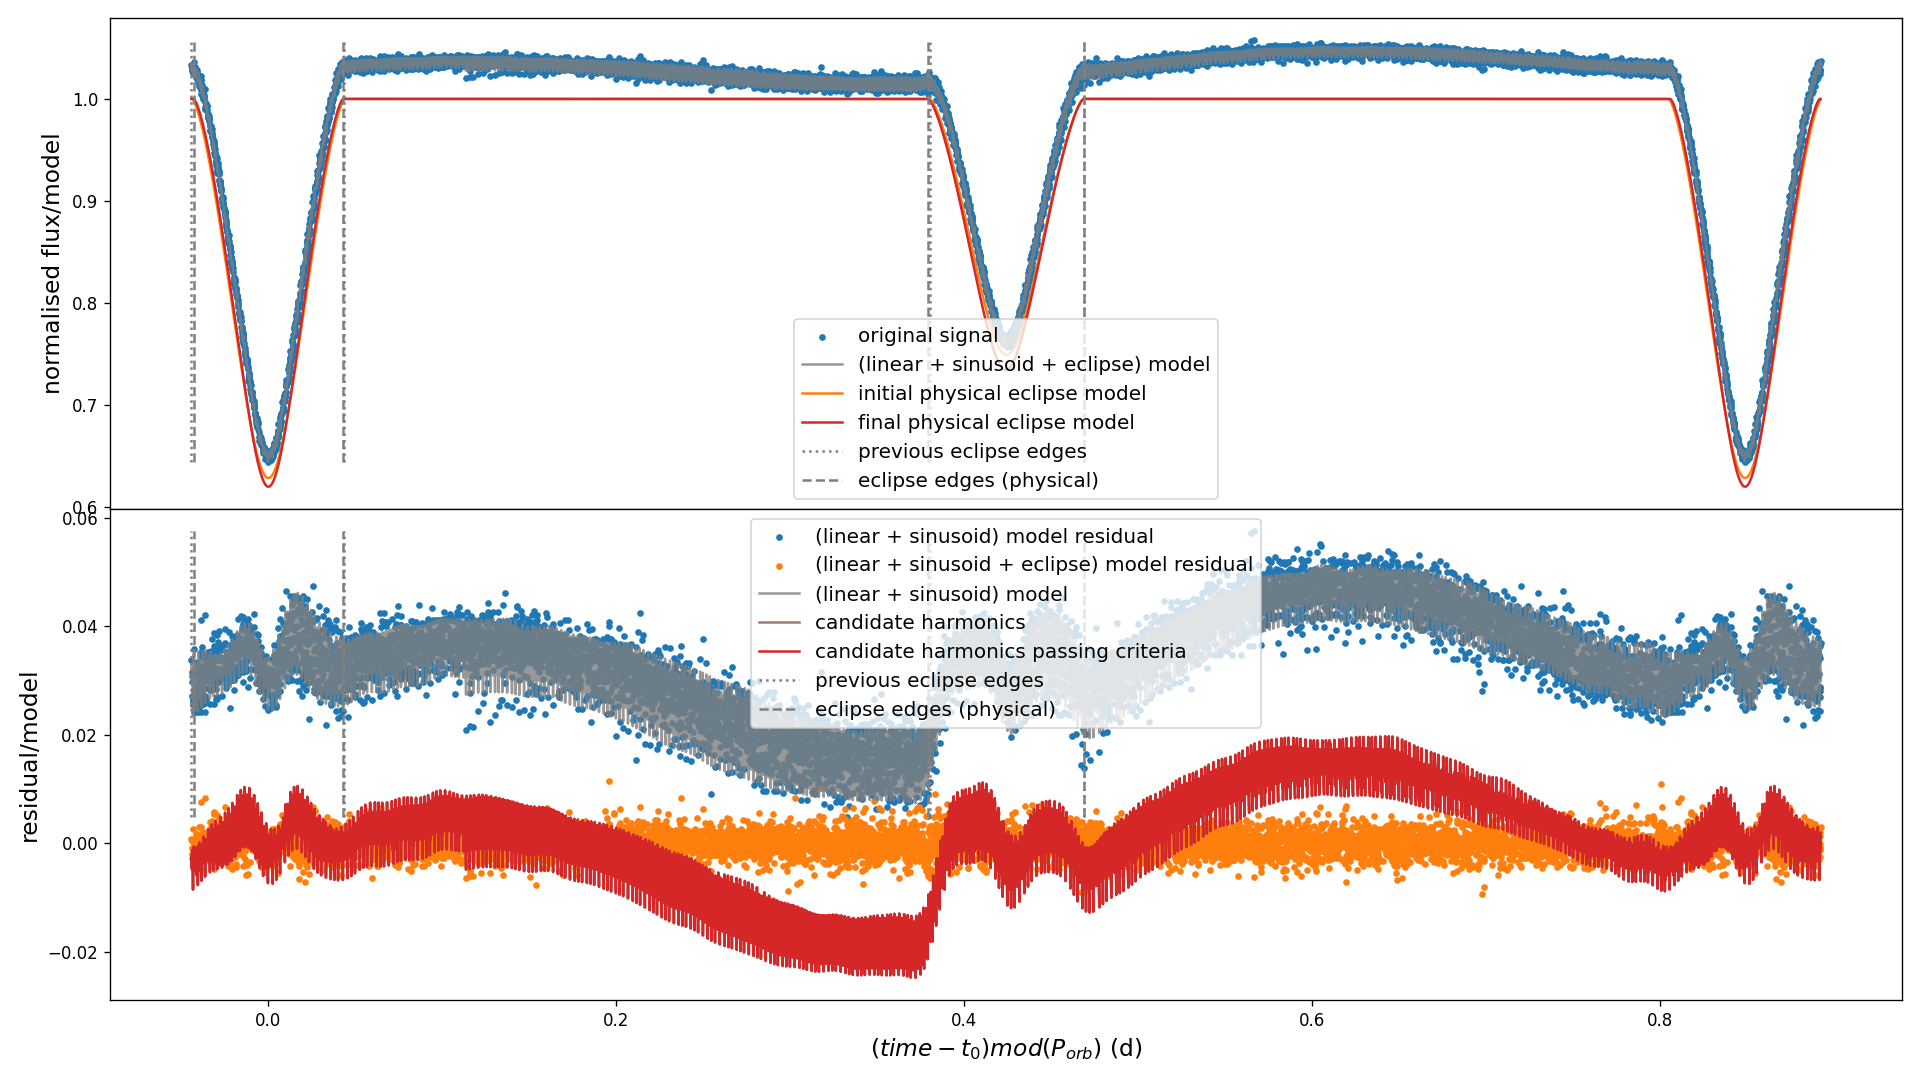 normalised flux/model
1.0
0.9
0.8
0.7
0.6
original signal
(linear + sinusoid + eclipse) model
initial physical eclipse model
final physical eclipse model
previous eclipse edges
eclipse edges (physical)
residual/model
0.06
0.04
0.02
0.00
−0.02
(linear + sinusoid) model residual
(linear + sinusoid + eclipse) model residual
(linear + sinusoid) model
candidate harmonics
candidate harmonics passing criteria
previous eclipse edges
eclipse edges (physical)
0.0 0.2 0.4 0.6 0.8
(time − t₀)mod(Pₒᵣb) (d)